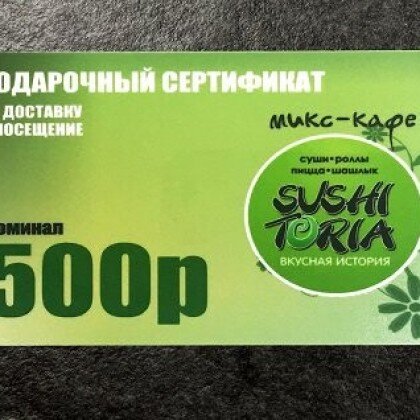 ОДАРОЧНЫЙ СЕРТИФИКАТ
ДОСТАВКУ
ПОСЕЩЕНИЕ
микс-кафе
суши·роллы
пицца·шашлык
SUSHI
TORIA
ВКУСНАЯ ИСТОРИЯ
оминал
500р